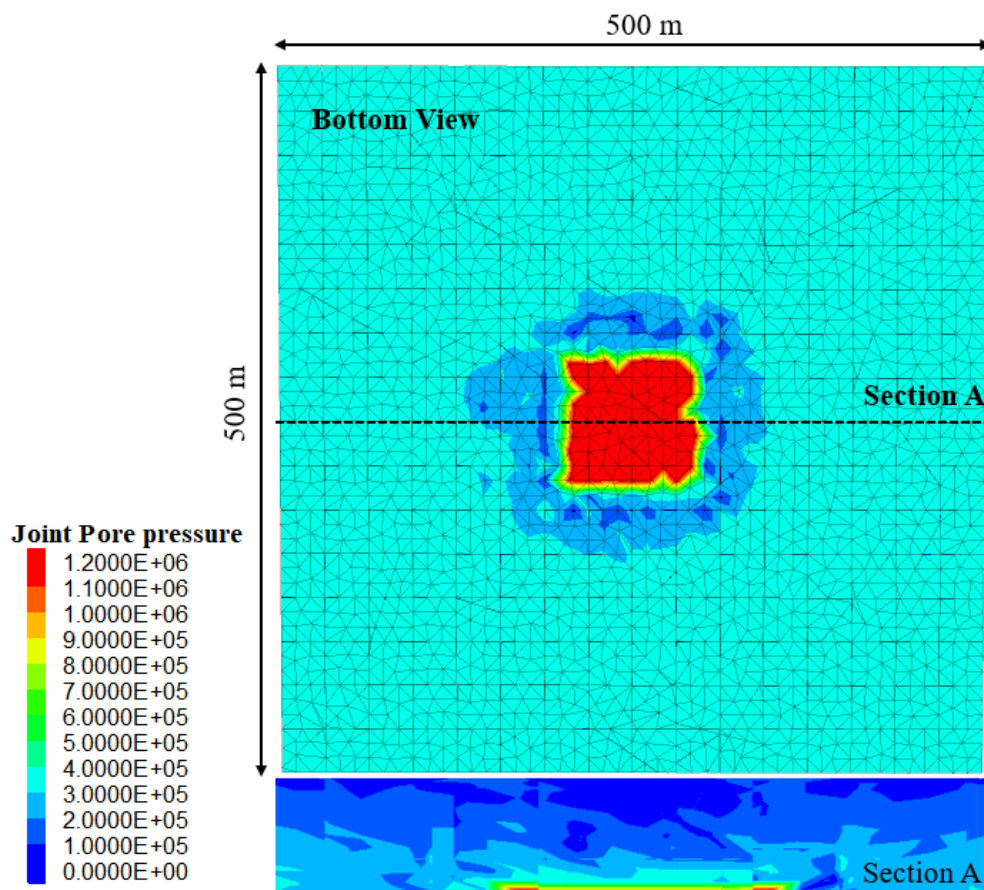 500 m
Bottom View
Section A
500 m
Joint Pore pressure
1.2000E+06
1.1000E+06
1.0000E+06
9.0000E+05
8.0000E+05
7.0000E+05
6.0000E+05
5.0000E+05
4.0000E+05
3.0000E+05
2.0000E+05
1.0000E+05
0.0000E+00
Section A